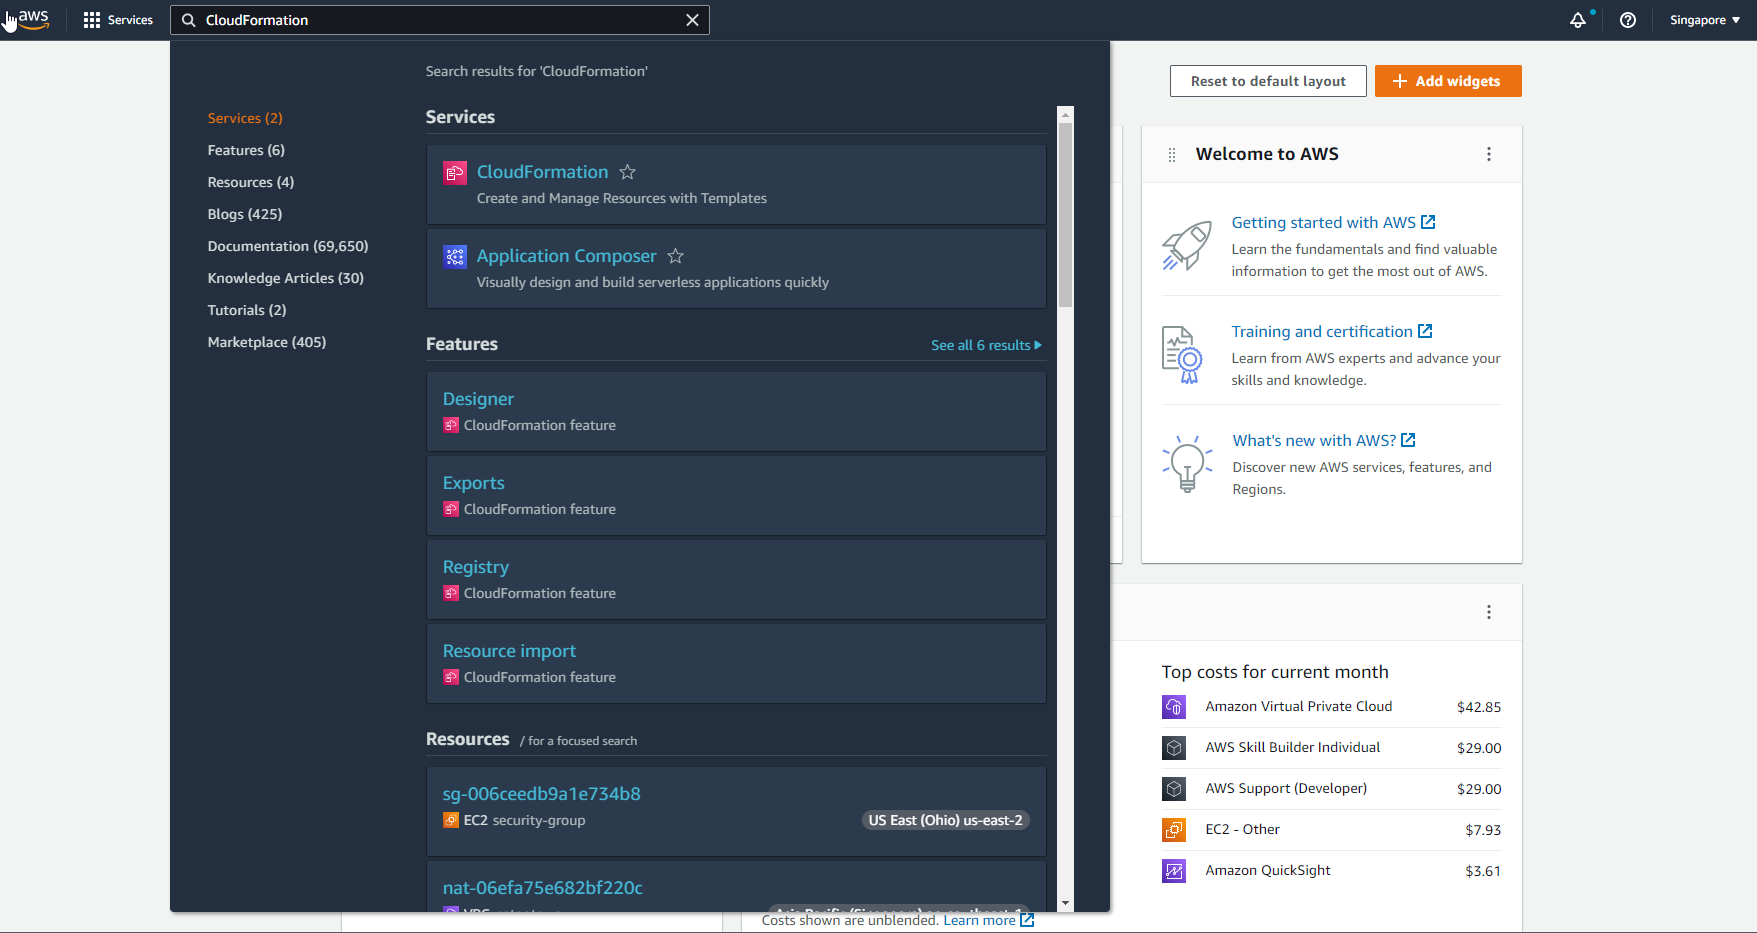 aws
Services
CloudFormation
Singapore
Search results for 'CloudFormation'
Services (2)
Features (6)
Resources (4)
Blogs (425)
Documentation (69,650)
Knowledge Articles (30)
Tutorials (2)
Marketplace (405)
Services
CloudFormation
Create and Manage Resources with Templates
Application Composer
Visually design and build serverless applications quickly
Features
See all 6 results
Designer
CloudFormation feature
Exports
CloudFormation feature
Registry
CloudFormation feature
Resource import
CloudFormation feature
Resources / for a focused search
sg-006ceedb9a1e734b8
EC2 security-group
US East (Ohio) us-east-2
nat-06efa75e682bf220c
Reset to default layout
Add widgets
Welcome to AWS
Getting started with AWS
Learn the fundamentals and find valuable
information to get the most out of AWS.
Training and certification
Learn from AWS experts and advance your
skills and knowledge.
What's new with AWS?
Discover new AWS services, features, and
Regions.
Top costs for current month
Amazon Virtual Private Cloud $42.85
AWS Skill Builder Individual $29.00
AWS Support (Developer) $29.00
EC2 - Other $7.93
Amazon QuickSight $3.61
Costs shown are unblended. Learn more